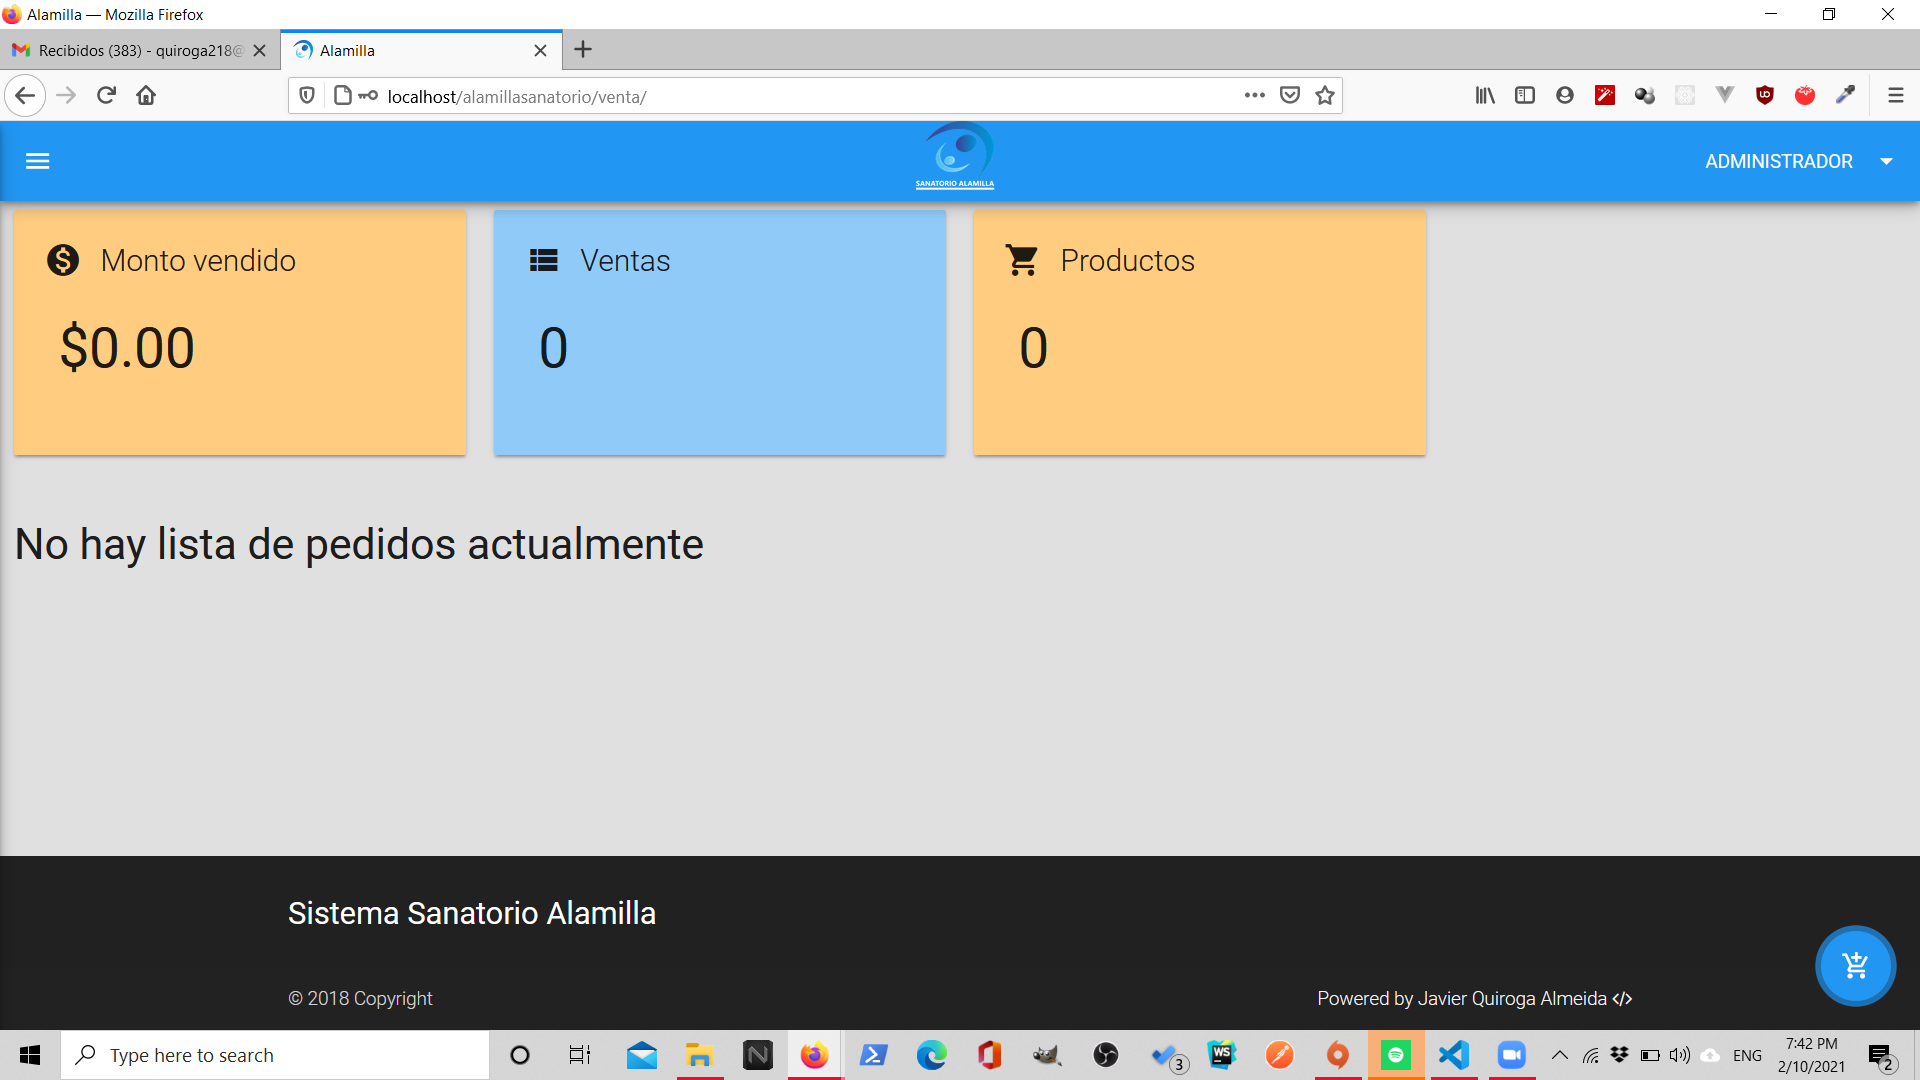 Alamilla — Mozilla Firefox
Recibidos (383) - quiroga218@
Alamilla
localhost/alamillasanatorio/venta/
SANATORIO ALAMILLA
ADMINISTRADOR
Monto vendido
$0.00
Ventas
0
Productos
0
No hay lista de pedidos actualmente
Sistema Sanatorio Alamilla
© 2018 Copyright
Powered by Javier Quiroga Almeida </>
Type here to search
N
3
WS
ENG
7:42 PM
2/10/2021
2